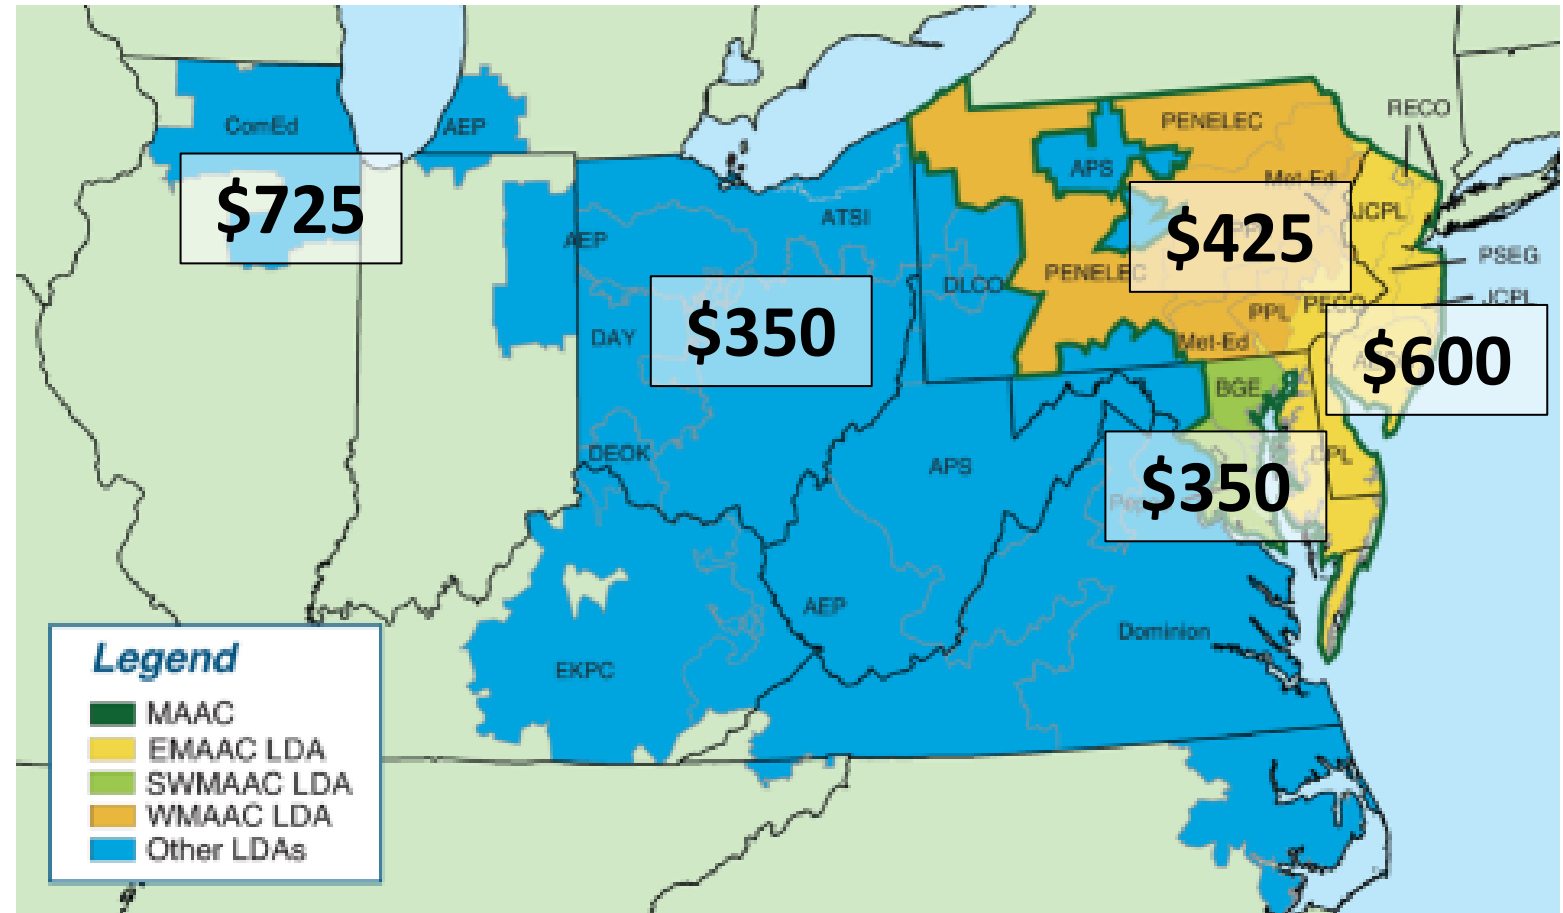 RECO
PENELEC
ComEd
AEP
APS
Met-Ed
$725
JCPL
ATSI
AEP
$425
PSEG
PENELEC
DLCO
JCPL
PECO
PPL
DAY
$350
Met-Ed
$600
BGE
DEOK
APS
DPL
$350
AEP
Dominion
EKPC
Legend
MAAC
EMAAC LDA
SWMAAC LDA
WMAAC LDA
Other LDAs